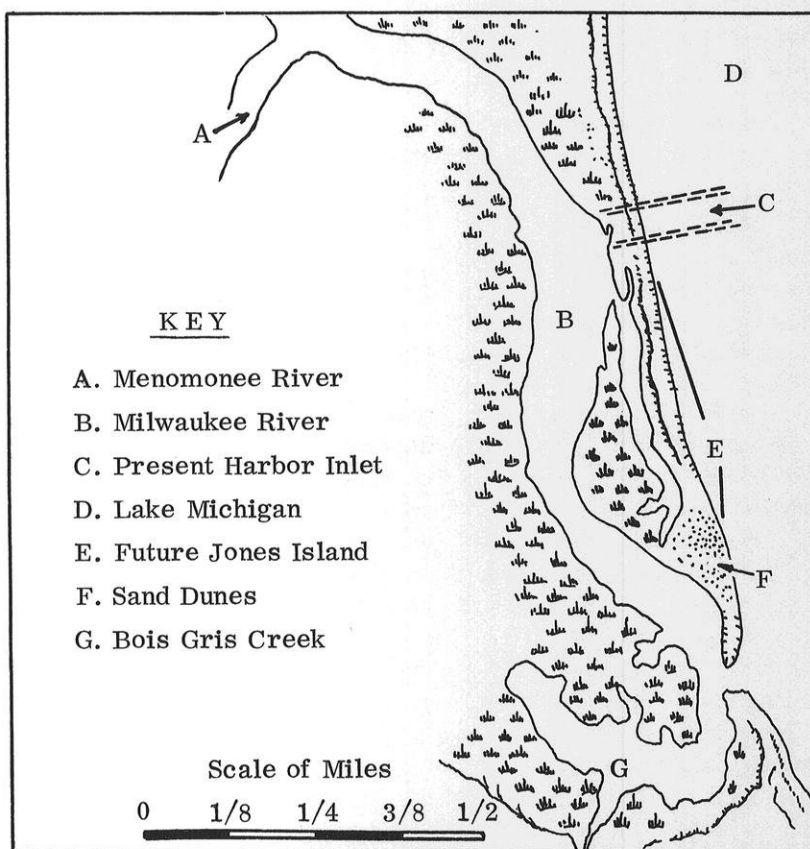 D
A
C
B
KEY
A. Menomonee River
B. Milwaukee River
C. Present Harbor Inlet
D. Lake Michigan
E. Future Jones Island
F. Sand Dunes
G. Bois Gris Creek
E
F
G
Scale of Miles
0 1/8 1/4 3/8 1/2